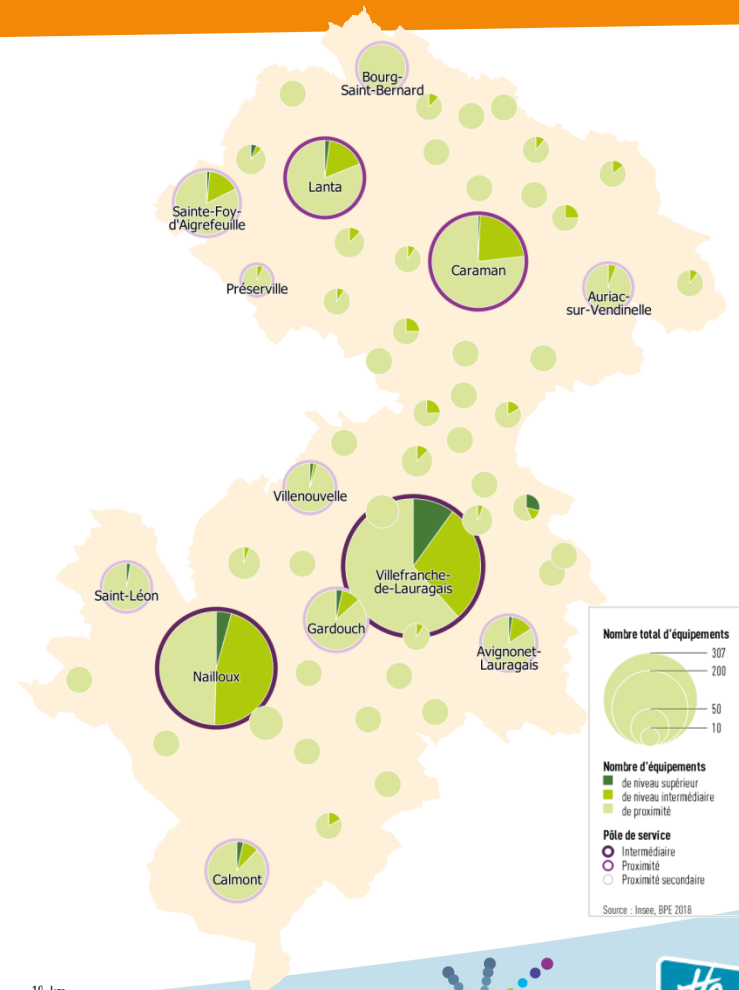 Bourg-
Saint-Bernard
Lanta
Sainte-Foy-
d'Aigrefeuille
Caraman
Préserville
Auriac-
sur-Vendinelle
Villenouvelle
Villefranche-
de-Lauragais
Saint-Léon
Gardouch
Avignonet-
Lauragais
Nailloux
Calmont
Nombre total d'équipements
307
200
50
10
Nombre d'équipements
de niveau supérieur
de niveau intermédiaire
de proximité
Pôle de service
Intermédiaire
Proximité
Proximité secondaire
Source : Insee, BPE 2018